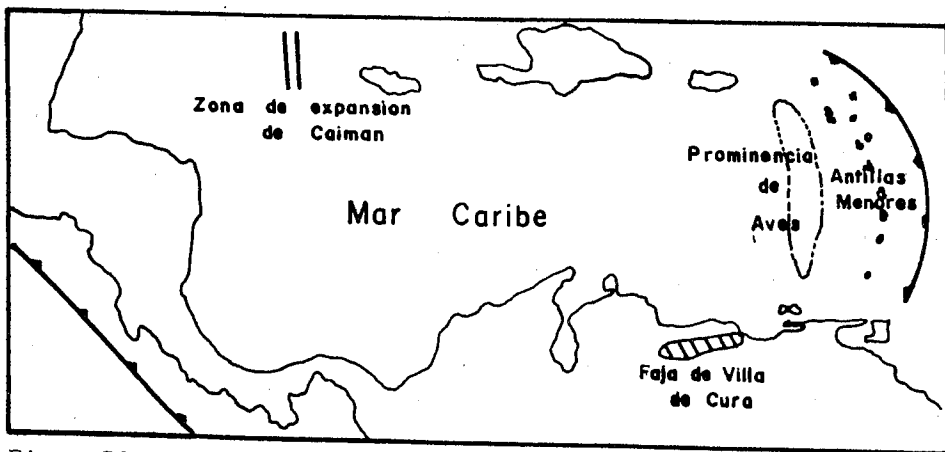 Zona de expansion
de Caiman
Mar Caribe
Prominencia
de
Aves
Antillas
Menores
Faja de Villa
de Cura